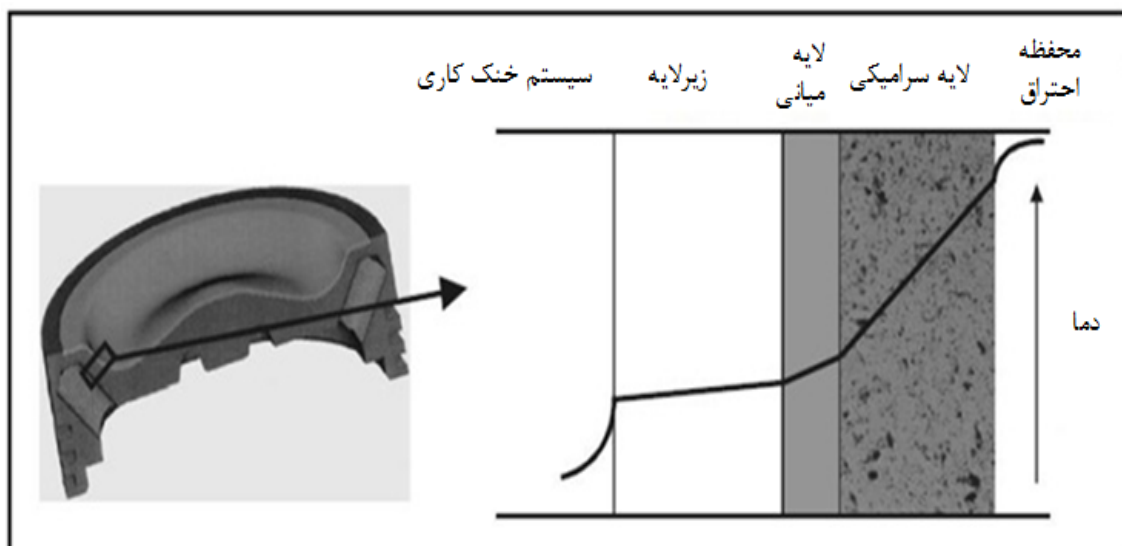 محفظه
احتراق
لایه سرامیکی
لایه
میانی
زیرلایه
سیستم خنک کاری
دما